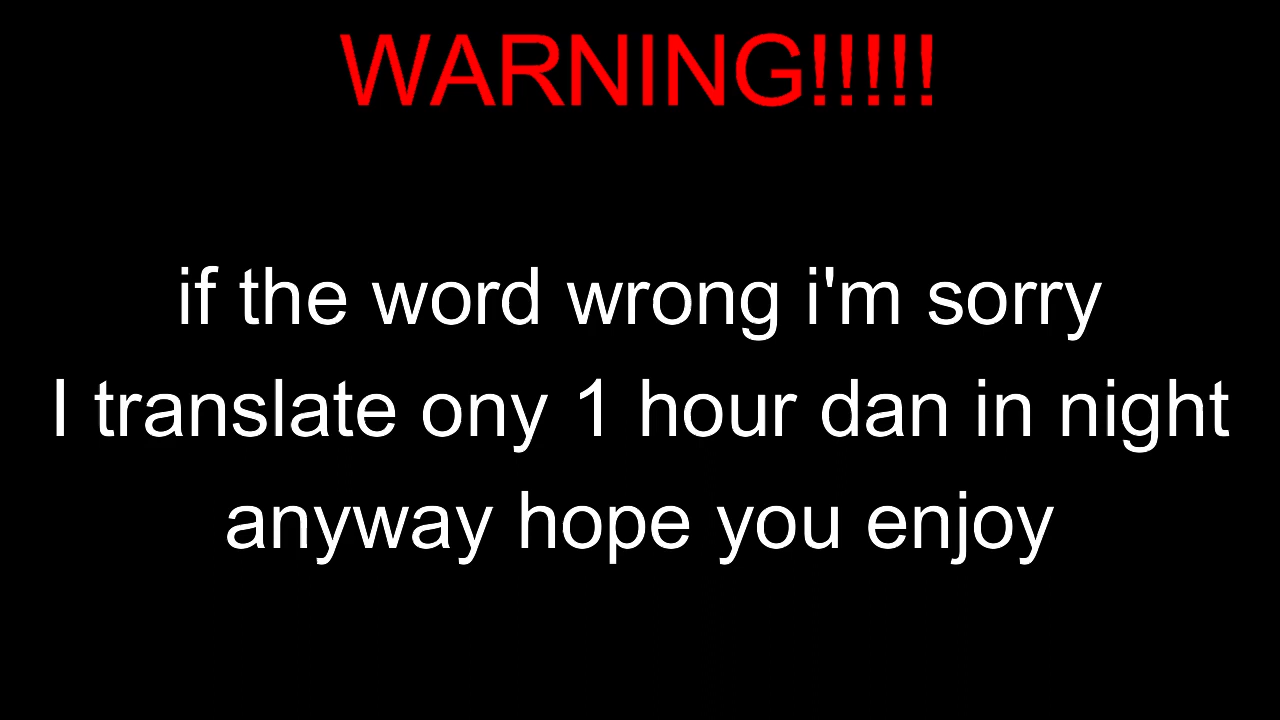 WARNING!!!!!
if the word wrong i'm sorry
I translate ony 1 hour dan in night
anyway hope you enjoy